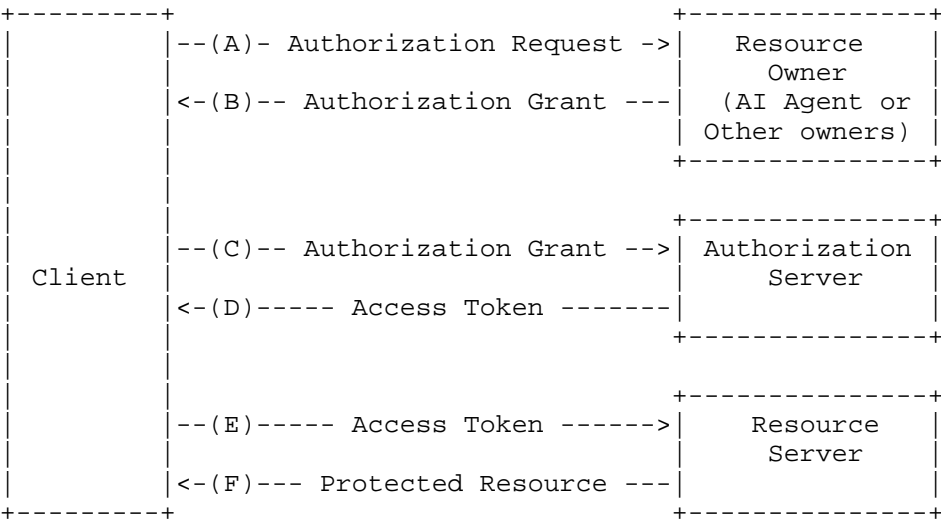 --(A)- Authorization Request ->
Resource
Owner
<-(B)-- Authorization Grant ---
(AI Agent or
Other owners)
--(C)-- Authorization Grant -->
Authorization
Client
Server
<-(D)----- Access Token -------
--(E)----- Access Token ------>
Resource
Server
<-(F)--- Protected Resource ---